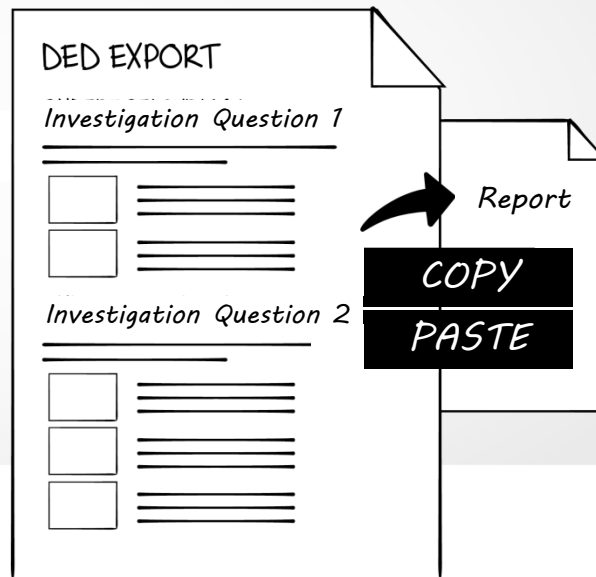 DED EXPORT
Investigation Question 1
Report
COPY
PASTE
Investigation Question 2